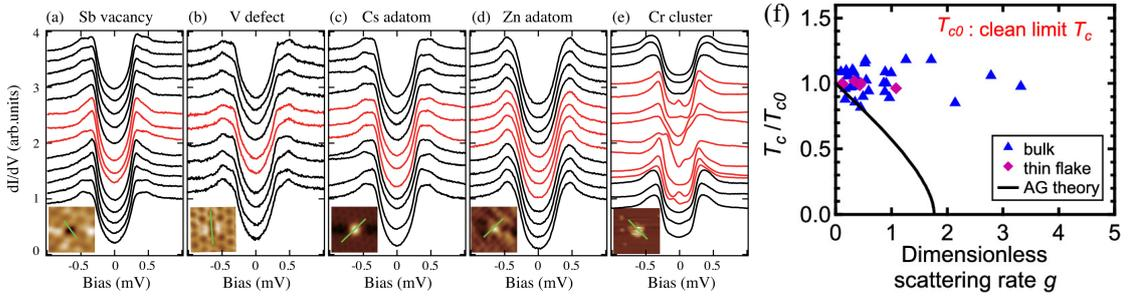 (a) Sb vacancy
(b) V defect
(c) Cs adatom
(d) Zn adatom
(e) Cr cluster
dI/dV (arb.units)
4
3
2
1
0
-0.5 0 0.5
Bias (mV)
-0.5 0 0.5
Bias (mV)
-0.5 0 0.5
Bias (mV)
-0.5 0 0.5
Bias (mV)
-0.5 0 0.5
Bias (mV)
(f)
Tc0 : clean limit Tc
Tc /Tc0
1.5
1.0
0.5
0.0
bulk
thin flake
AG theory
0 1 2 3 4 5
Dimensionless
scattering rate g